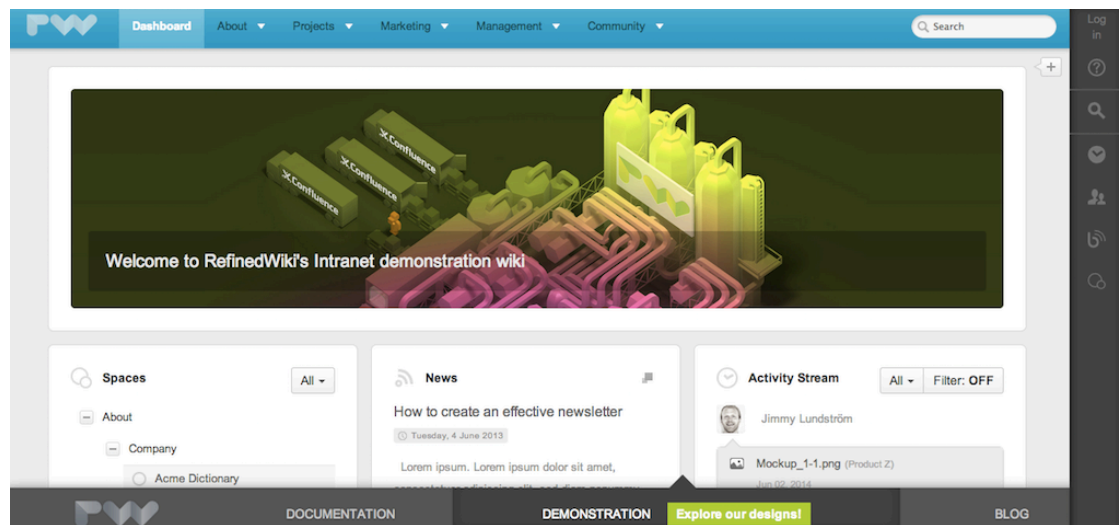 Dashboard About Projects Marketing Management Community Search
Log in
Confluence
Confluence
Confluence
Welcome to RefinedWiki's Intranet demonstration wiki
Spaces All
About
Company
Acme Dictionary
News
How to create an effective newsletter
Tuesday, 4 June 2013
Lorem ipsum. Lorem ipsum dolor sit amet,
Activity Stream All Filter: OFF
Jimmy Lundström
Mockup_1-1.png (Product Z)
Jun 02, 2014
DOCUMENTATION DEMONSTRATION Explore our designs! BLOG